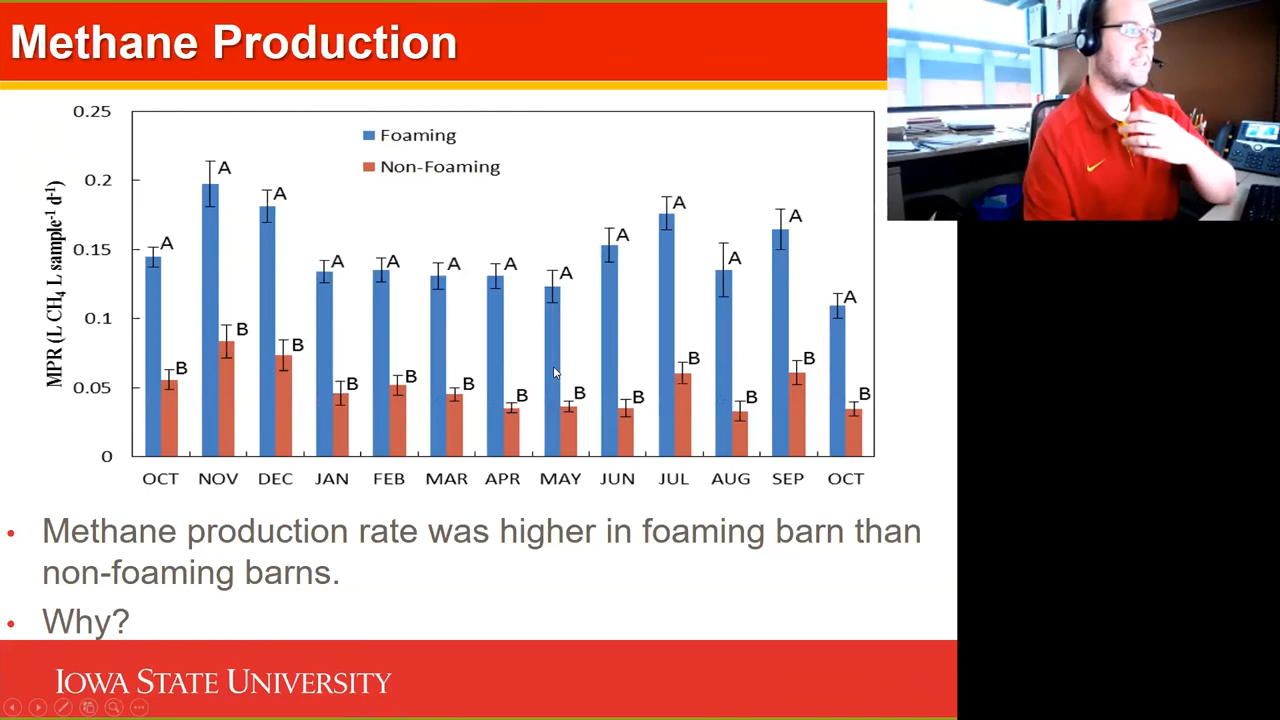 Methane Production
0.25
0.2
0.15
0.1
0.05
0
MPR (L CH4 L sample-1 d-1)
Foaming
Non-Foaming
A A A A A A A A A A A A A
B B B B B B B B B B B B B
OCT NOV DEC JAN FEB MAR APR MAY JUN JUL AUG SEP OCT
• Methane production rate was higher in foaming barn than
non-foaming barns.
• Why?
IOWA STATE UNIVERSITY